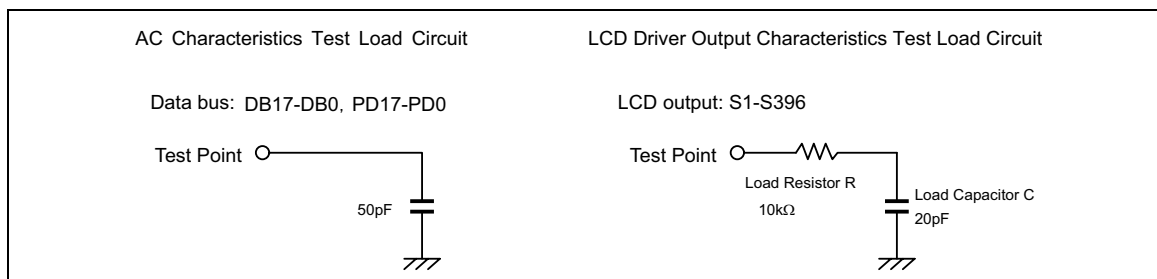 AC Characteristics Test Load Circuit
Data bus: DB17-DB0, PD17-PD0
Test Point
50pF
LCD Driver Output Characteristics Test Load Circuit
LCD output: S1-S396
Test Point
Load Resistor R
10kΩ
Load Capacitor C
20pF